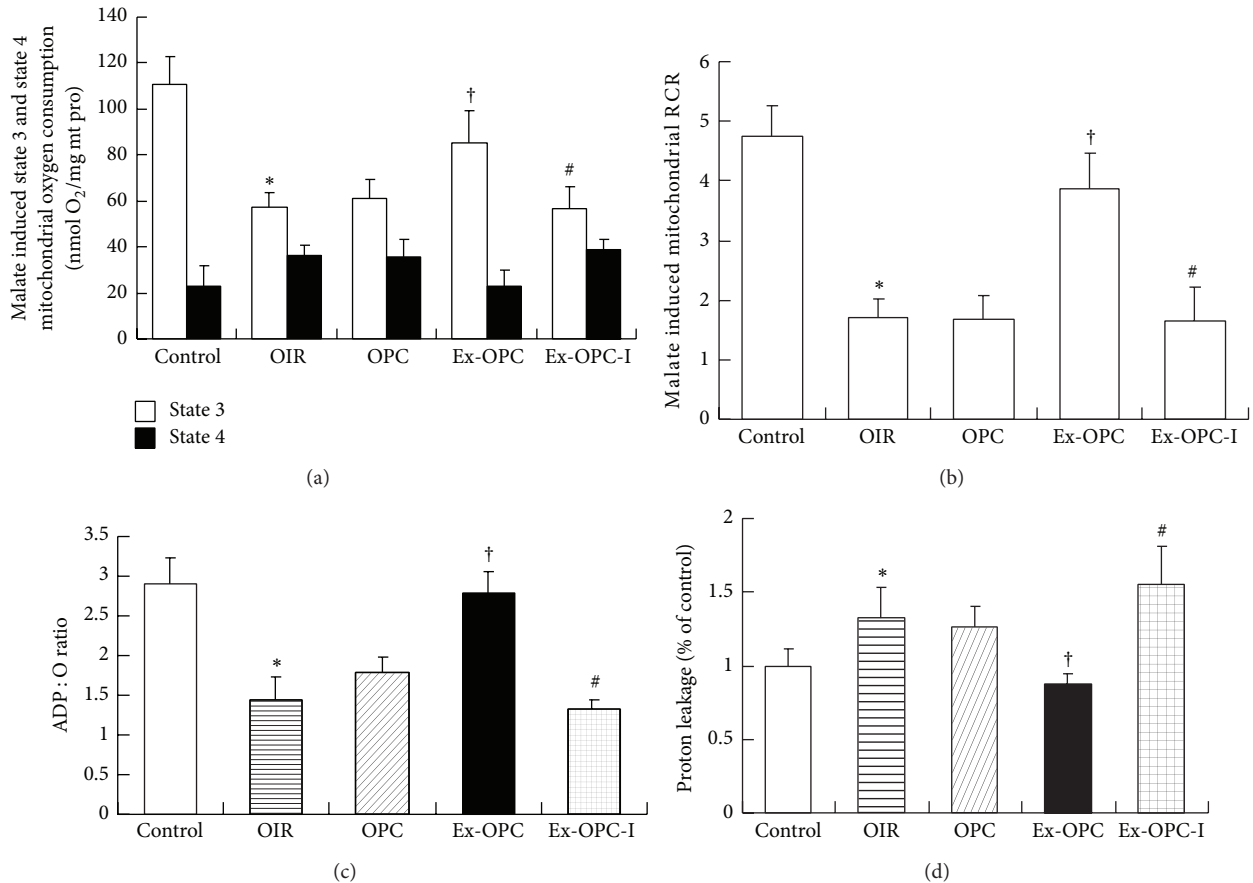 Malate induced state 3 and state 4
mitochondrial oxygen consumption
(nmol O2/mg mt pro)
140
120
100
80
60
40
20
0
*
†
#
Control OIR OPC Ex-OPC Ex-OPC-I
State 3
State 4
(a)
Malate induced mitochondrial RCR
6
5
4
3
2
1
0
*
†
#
Control OIR OPC Ex-OPC Ex-OPC-I
(b)
ADP : O ratio
3.5
3
2.5
2
1.5
1
0.5
0
*
†
#
Control OIR OPC Ex-OPC Ex-OPC-I
(c)
Proton leakage (% of control)
2
1.5
1
0.5
0
*
†
#
Control OIR OPC Ex-OPC Ex-OPC-I
(d)